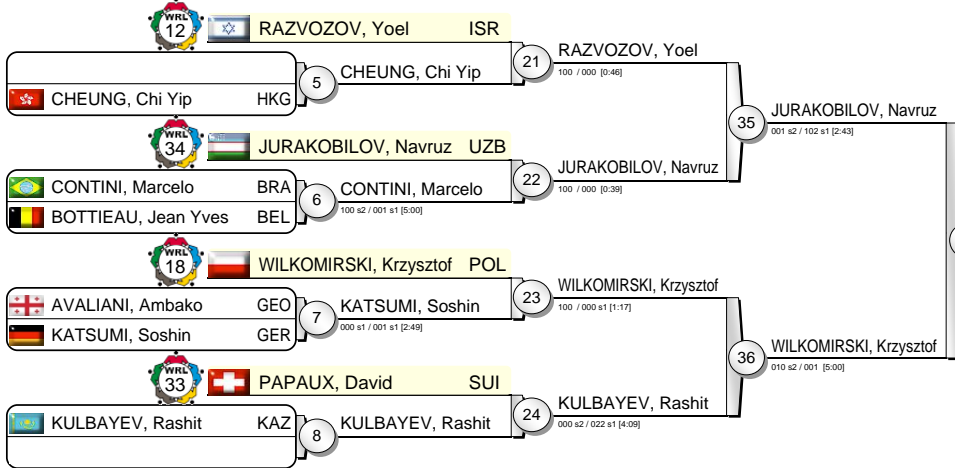 WRL
12
RAZVOZOV, Yoel ISR
21
RAZVOZOV, Yoel
100 / 000 [0:46]
5
CHEUNG, Chi Yip
CHEUNG, Chi Yip HKG
35
JURAKOBILOV, Navruz
001 s2 / 102 s1 [2:43]
WRL
34
JURAKOBILOV, Navruz UZB
22
JURAKOBILOV, Navruz
100 / 000 [0:39]
CONTINI, Marcelo BRA
6
CONTINI, Marcelo
100 s2 / 001 s1 [5:00]
BOTTIEAU, Jean Yves BEL
WRL
18
WILKOMIRSKI, Krzysztof POL
23
WILKOMIRSKI, Krzysztof
100 / 000 s1 [1:17]
AVALIANI, Ambako GEO
7
KATSUMI, Soshin
000 s1 / 001 s1 [2:49]
KATSUMI, Soshin GER
36
WILKOMIRSKI, Krzysztof
010 s2 / 001 [5:00]
WRL
33
PAPAUX, David SUI
24
KULBAYEV, Rashit
000 s2 / 022 s1 [4:09]
KULBAYEV, Rashit KAZ
8
KULBAYEV, Rashit